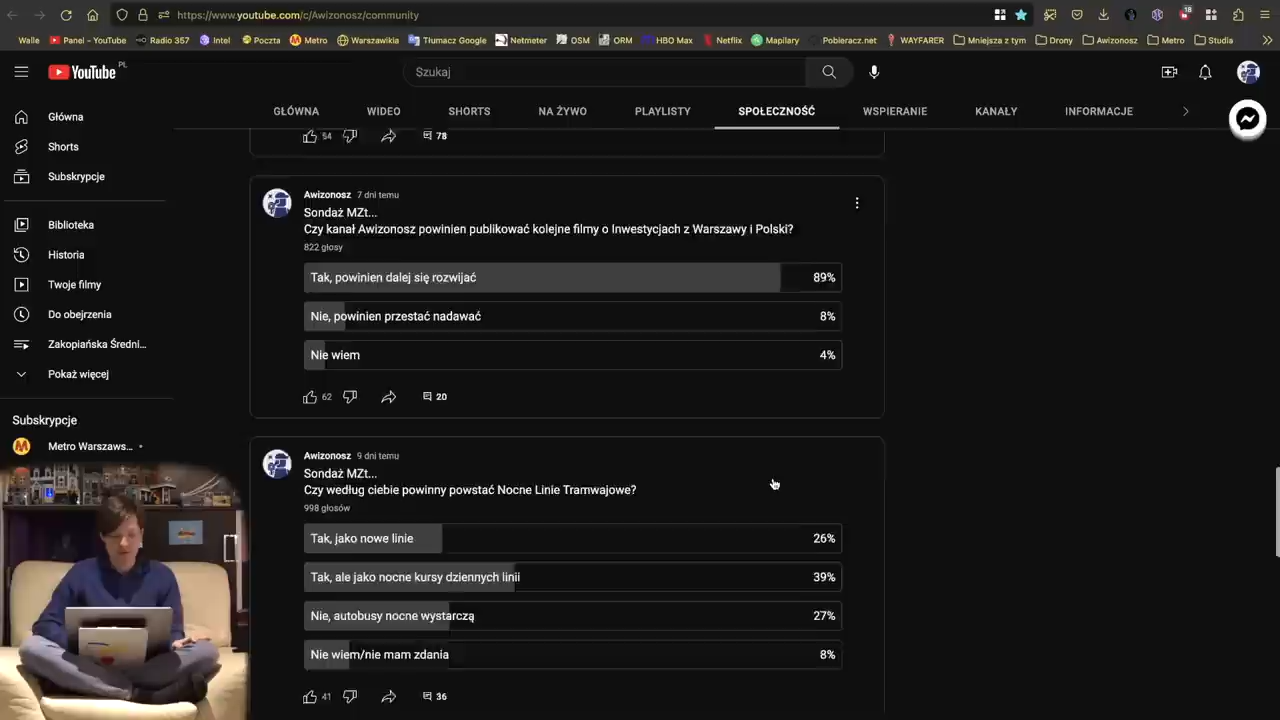 https://www.youtube.com/c/Awizonosz/community
18
Walle
Panel – YouTube
Radio 357
Intel
Poczta
Metro
Warszawikia
Tłumacz Google
Netmeter
OSM
ORM
HBO Max
Netflix
Mapilary
Pobieracz.net
WAYFARER
Mniejsza z tym
Drony
Awizonosz
Metro
Studia
YouTube PL
Szukaj
GŁÓWNA
WIDEO
SHORTS
NA ŻYWO
PLAYLISTY
SPOŁECZNOŚĆ
WSPIERANIE
KANAŁY
INFORMACJE
Główna
Shorts
Subskrypcje
Biblioteka
Historia
Twoje filmy
Do obejrzenia
Zakopiańska Średni...
Pokaż więcej
Subskrypcje
Metro Warszaws...
54
78
Awizonosz 7 dni temu
Sondaż MZt...
Czy kanał Awizonosz powinien publikować kolejne filmy o Inwestycjach z Warszawy i Polski?
822 głosy
Tak, powinien dalej się rozwijać 89%
Nie, powinien przestać nadawać 8%
Nie wiem 4%
62
20
Awizonosz 9 dni temu
Sondaż MZt...
Czy według ciebie powinny powstać Nocne Linie Tramwajowe?
998 głosów
Tak, jako nowe linie 26%
Tak, ale jako nocne kursy dziennych linii 39%
Nie, autobusy nocne wystarczą 27%
Nie wiem/nie mam zdania 8%
41
36